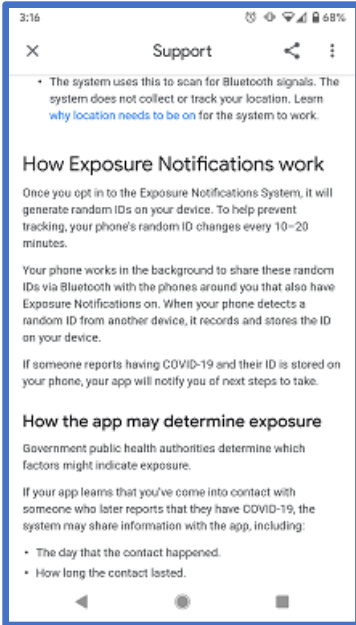 3:16
68%
Support
• The system uses this to scan for Bluetooth signals. The
system does not collect or track your location. Learn
why location needs to be on for the system to work.
How Exposure Notifications work
Once you opt in to the Exposure Notifications System, it will
generate random IDs on your device. To help prevent
tracking, your phone's random ID changes every 10–20
minutes.
Your phone works in the background to share these random
IDs via Bluetooth with the phones around you that also have
Exposure Notifications on. When your phone detects a
random ID from another device, it records and stores the ID
on your device.
If someone reports having COVID-19 and their ID is stored on
your phone, your app will notify you of next steps to take.
How the app may determine exposure
Government public health authorities determine which
factors might indicate exposure.
If your app learns that you've come into contact with
someone who later reports that they have COVID-19, the
system may share information with the app, including:
• The day that the contact happened.
• How long the contact lasted.